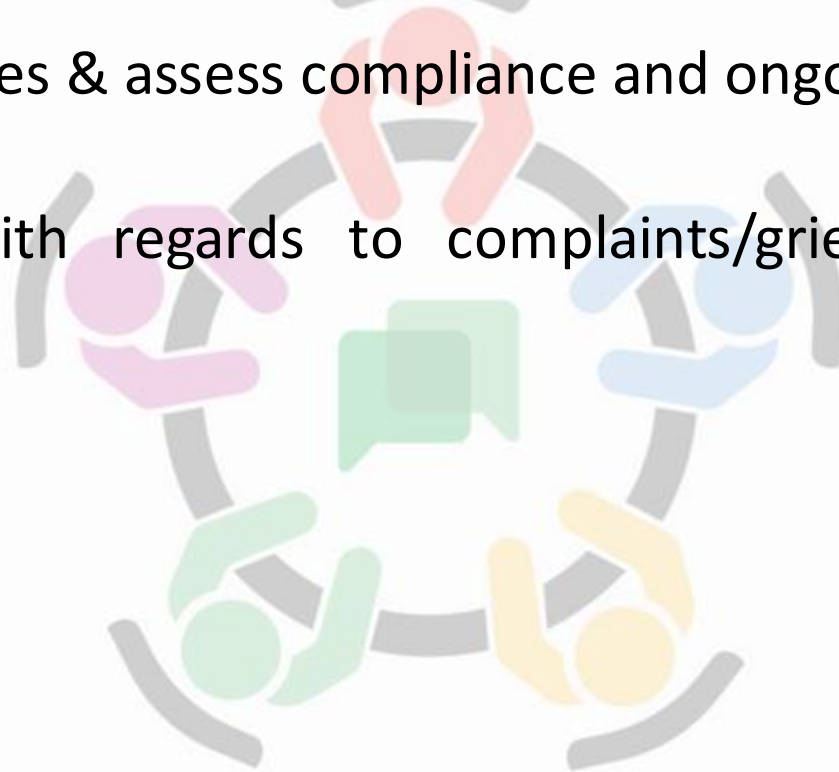 es & assess compliance and ongo
ith regards to complaints/grie